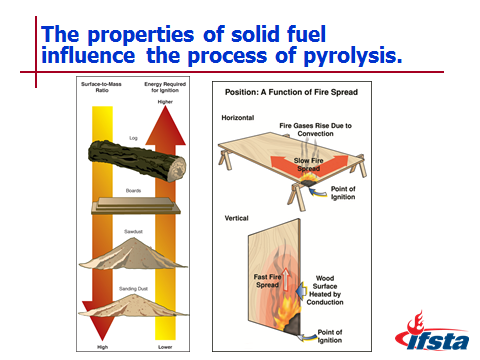 The properties of solid fuel
influence the process of pyrolysis.
Surface-to-Mass
Ratio
Energy Required
for Ignition
Higher
Log
Boards
Sawdust
Sanding Dust
High
Lower
Position: A Function of Fire Spread
Horizontal
Fire Gases Rise Due to
Convection
Slow Fire
Spread
Point of
Ignition
Vertical
Fast Fire
Spread
Wood
Surface
Heated by
Conduction
Point of
Ignition
ifsta